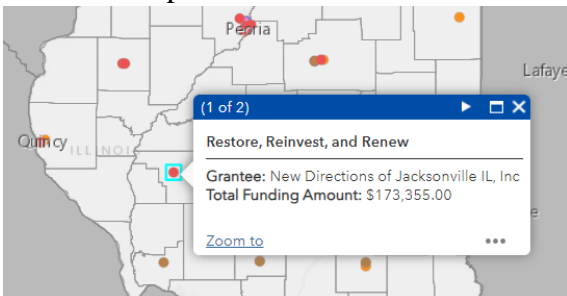 Peoria
Lafaye
(1 of 2)
Quincy
ILLINOI
Restore, Reinvest, and Renew
Grantee: New Directions of Jacksonville IL, Inc
Total Funding Amount: $173,355.00
e
Zoom to